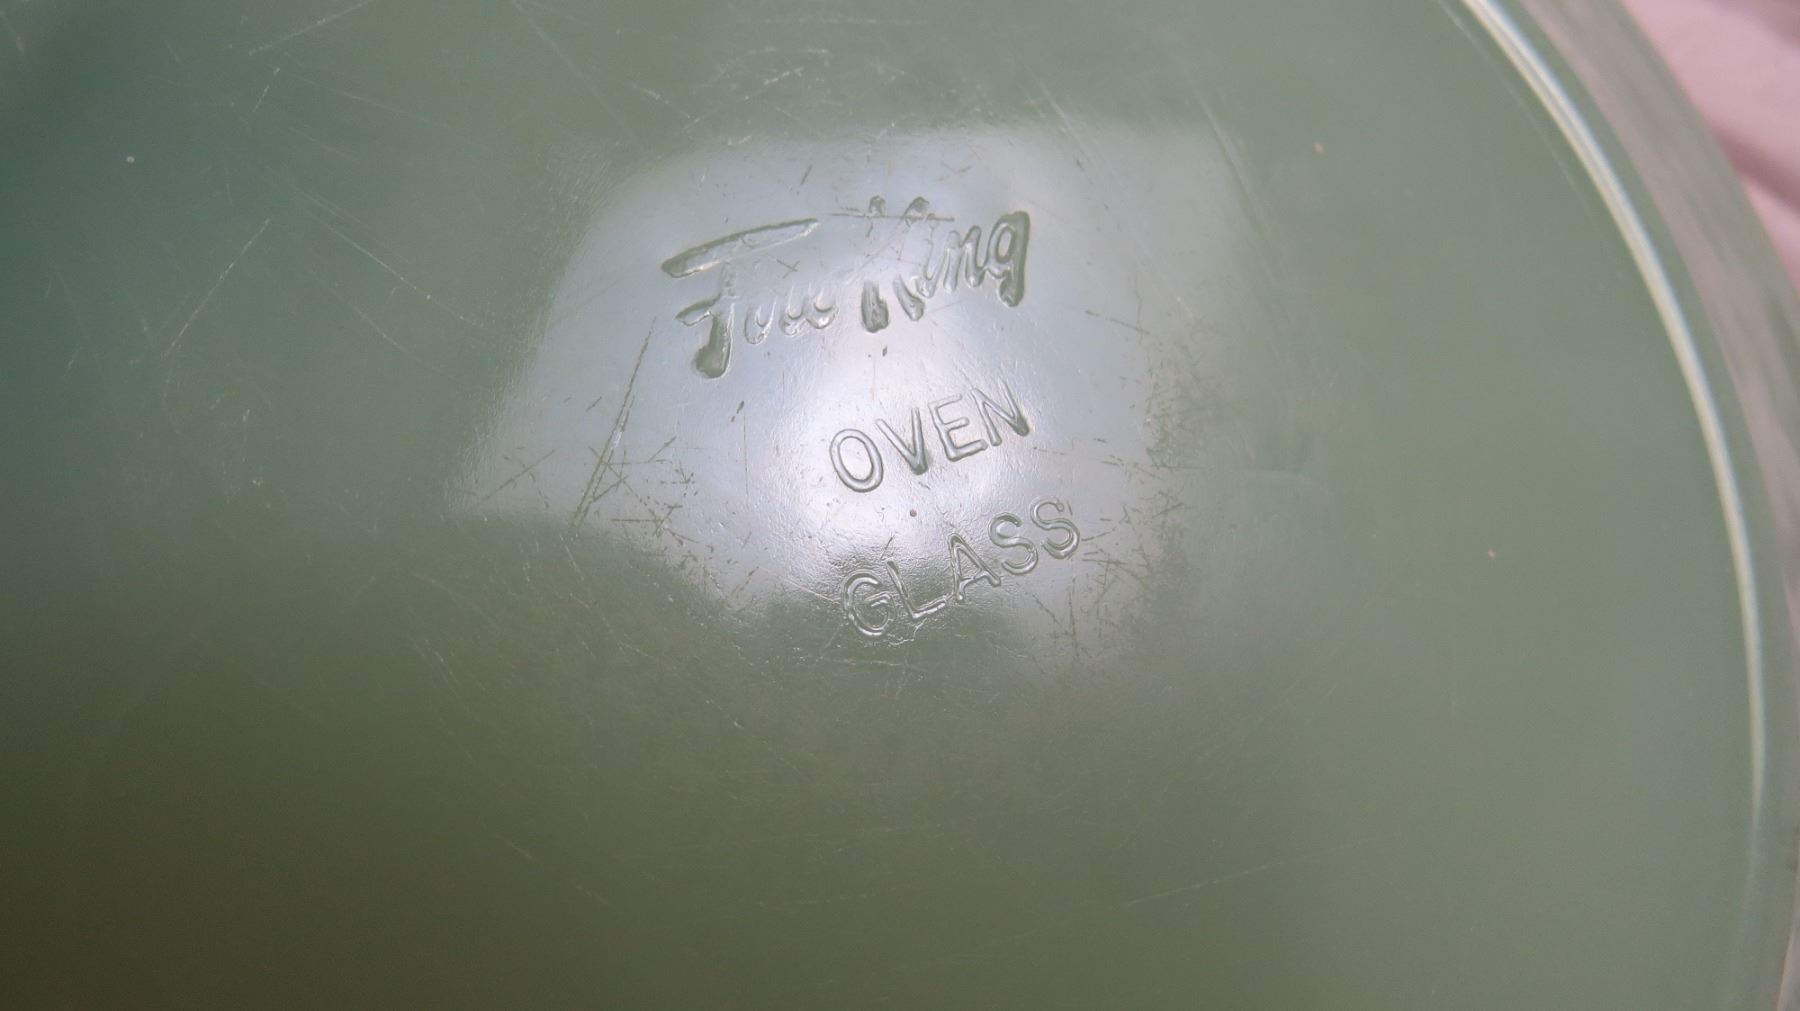 Fire King
OVEN
GLASS